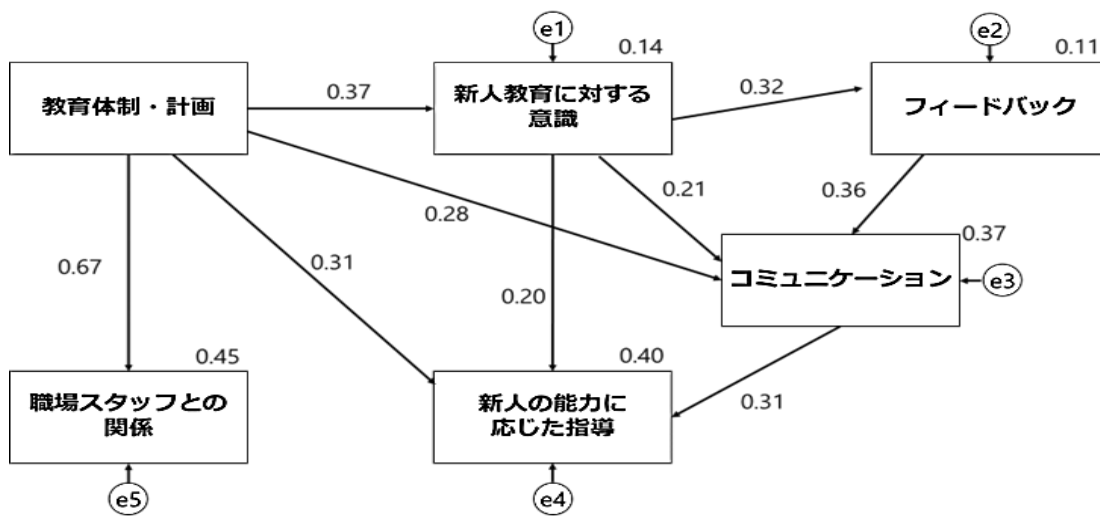 e1
e2
0.14
0.11
教育体制・計画
0.37
新人教育に対する
意識
0.32
フィードバック
0.21
0.36
0.28
0.37
0.67
0.31
0.20
コミュニケーション
e3
0.45
0.40
職場スタッフとの
関係
新人の能力に
応じた指導
0.31
e5
e4